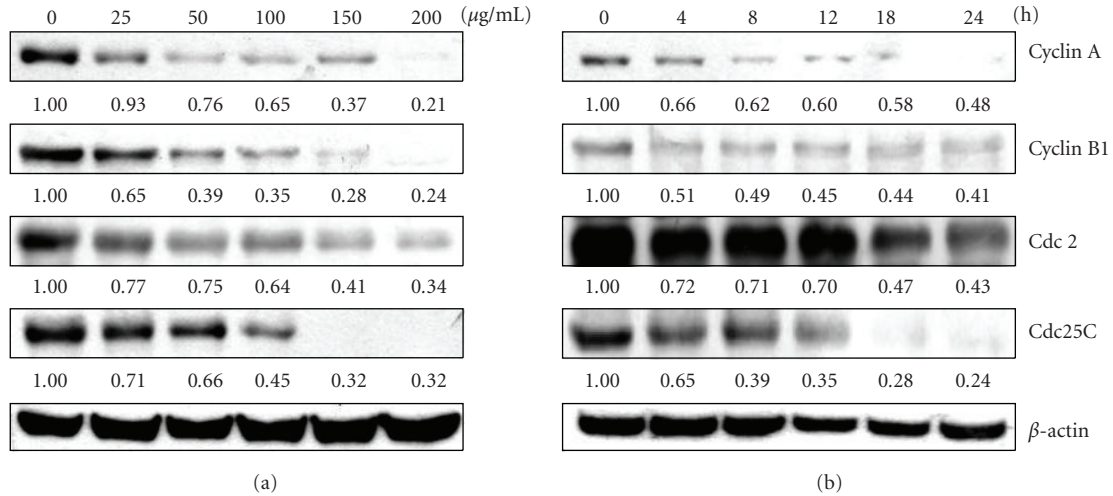 0 25 50 100 150 200 (μg/mL) 0 4 8 12 18 24 (h)
Cyclin A
1.00 0.93 0.76 0.65 0.37 0.21 1.00 0.66 0.62 0.60 0.58 0.48
Cyclin B1
1.00 0.65 0.39 0.35 0.28 0.24 1.00 0.51 0.49 0.45 0.44 0.41
Cdc 2
1.00 0.77 0.75 0.64 0.41 0.34 1.00 0.72 0.71 0.70 0.47 0.43
Cdc25C
1.00 0.71 0.66 0.45 0.32 0.32 1.00 0.65 0.39 0.35 0.28 0.24
β-actin
(a) (b)